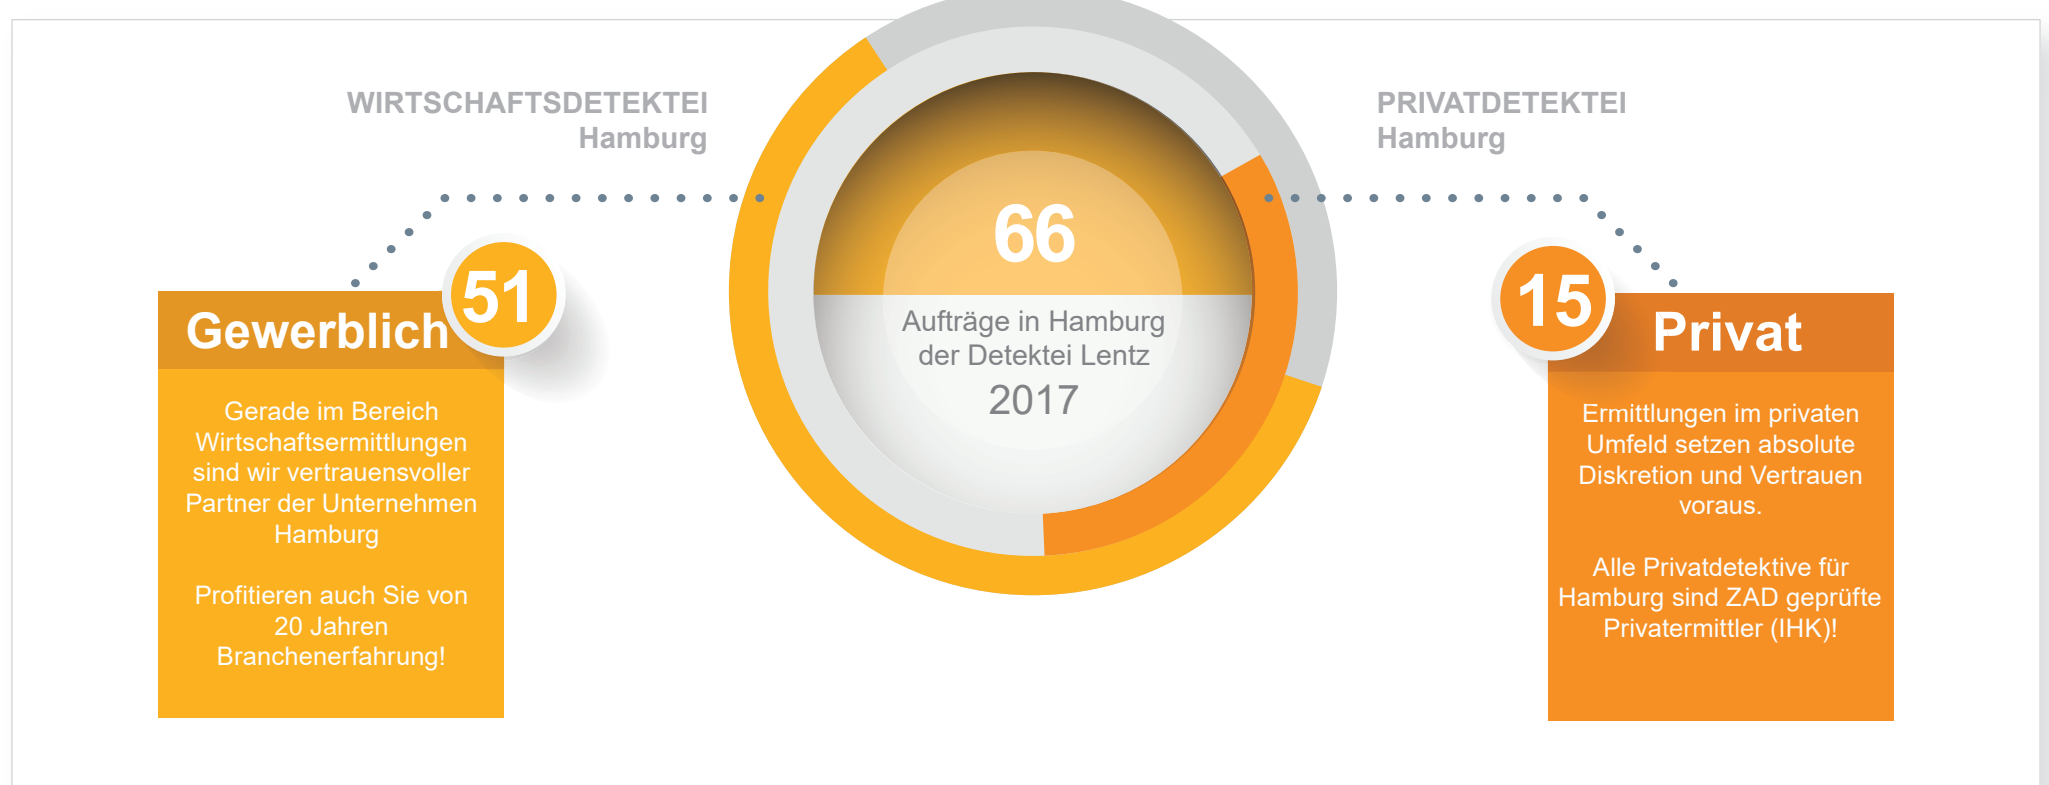 WIRTSCHAFTSDETEKTEI
Hamburg
51
Gewerblich
Gerade im Bereich
Wirtschaftsermittlungen
sind wir vertrauensvoller
Partner der Unternehmen
Hamburg
Profitieren auch Sie von
20 Jahren
Branchenerfahrung!
66
Aufträge in Hamburg
der Detektei Lentz
2017
PRIVATDETEKTEI
Hamburg
15
Privat
Ermittlungen im privaten
Umfeld setzen absolute
Diskretion und Vertrauen
voraus.
Alle Privatdetektive für
Hamburg sind ZAD geprüfte
Privatermittler (IHK)!